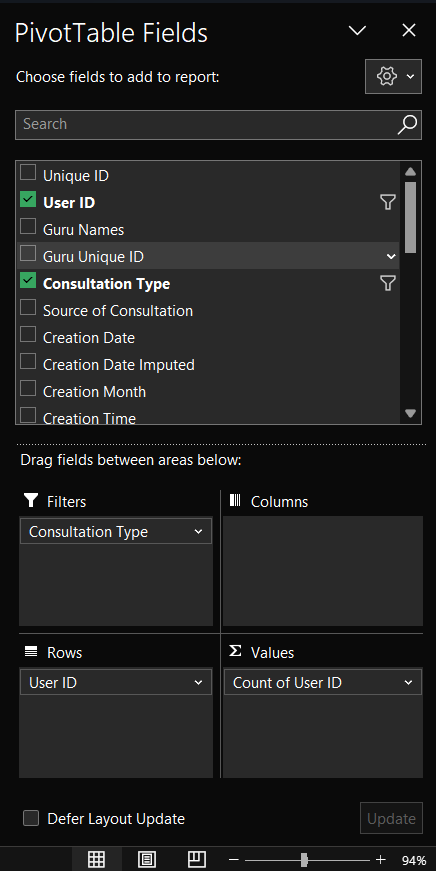 PivotTable Fields
Choose fields to add to report:
Search
Unique ID
User ID
Guru Names
Guru Unique ID
Consultation Type
Source of Consultation
Creation Date
Creation Date Imputed
Creation Month
Creation Time
Drag fields between areas below:
Filters
Columns
Consultation Type
Rows
Values
User ID
Count of User ID
Defer Layout Update
Update
94%